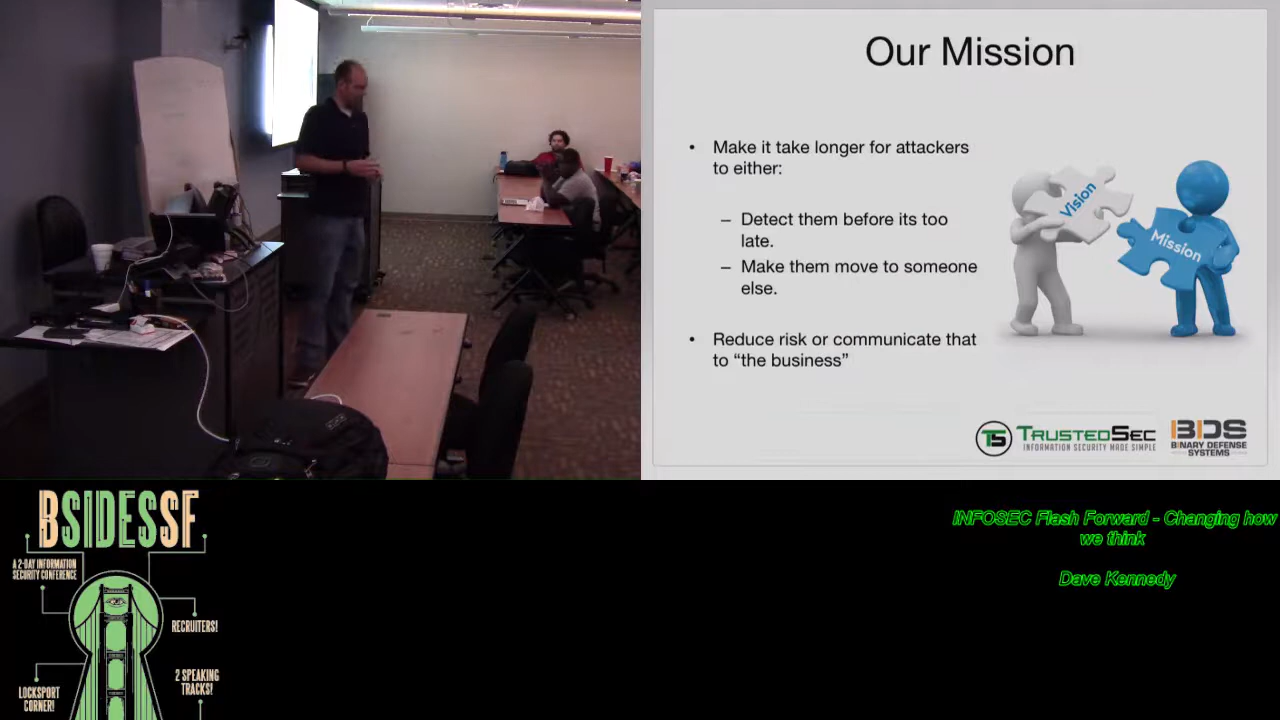 Our Mission
• Make it take longer for attackers
to either:
– Detect them before its too
late.
– Make them move to someone
else.
• Reduce risk or communicate that
to “the business”
Vision
Mission
TS TRUSTEDSEC
INFORMATION SECURITY MADE SIMPLE
BDS
BINARY DEFENSE
SYSTEMS
BSIDESSF
A 2-DAY INFORMATION
SECURITY CONFERENCE
RECRUITERS!
LOCKSPORT
CORNER!
2 SPEAKING
TRACKS!
INFOSEC Flash Forward - Changing how
we think
Dave Kennedy